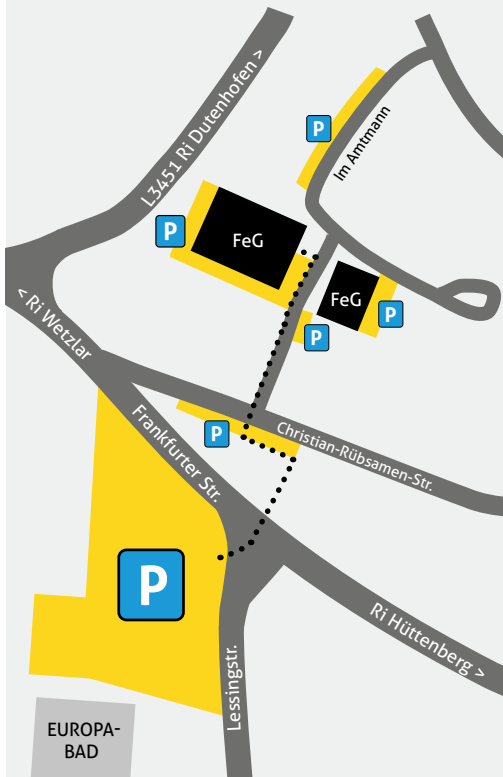 L3451 Ri Dutenhofen >
P
Im Amtmann
P
FeG
FeG
P
P
< Ri Wetzlar
Frankfurter Str.
P
Christian-Rübsamen-Str.
P
Ri Hüttenberg >
Lessingstr.
EUROPA-
BAD